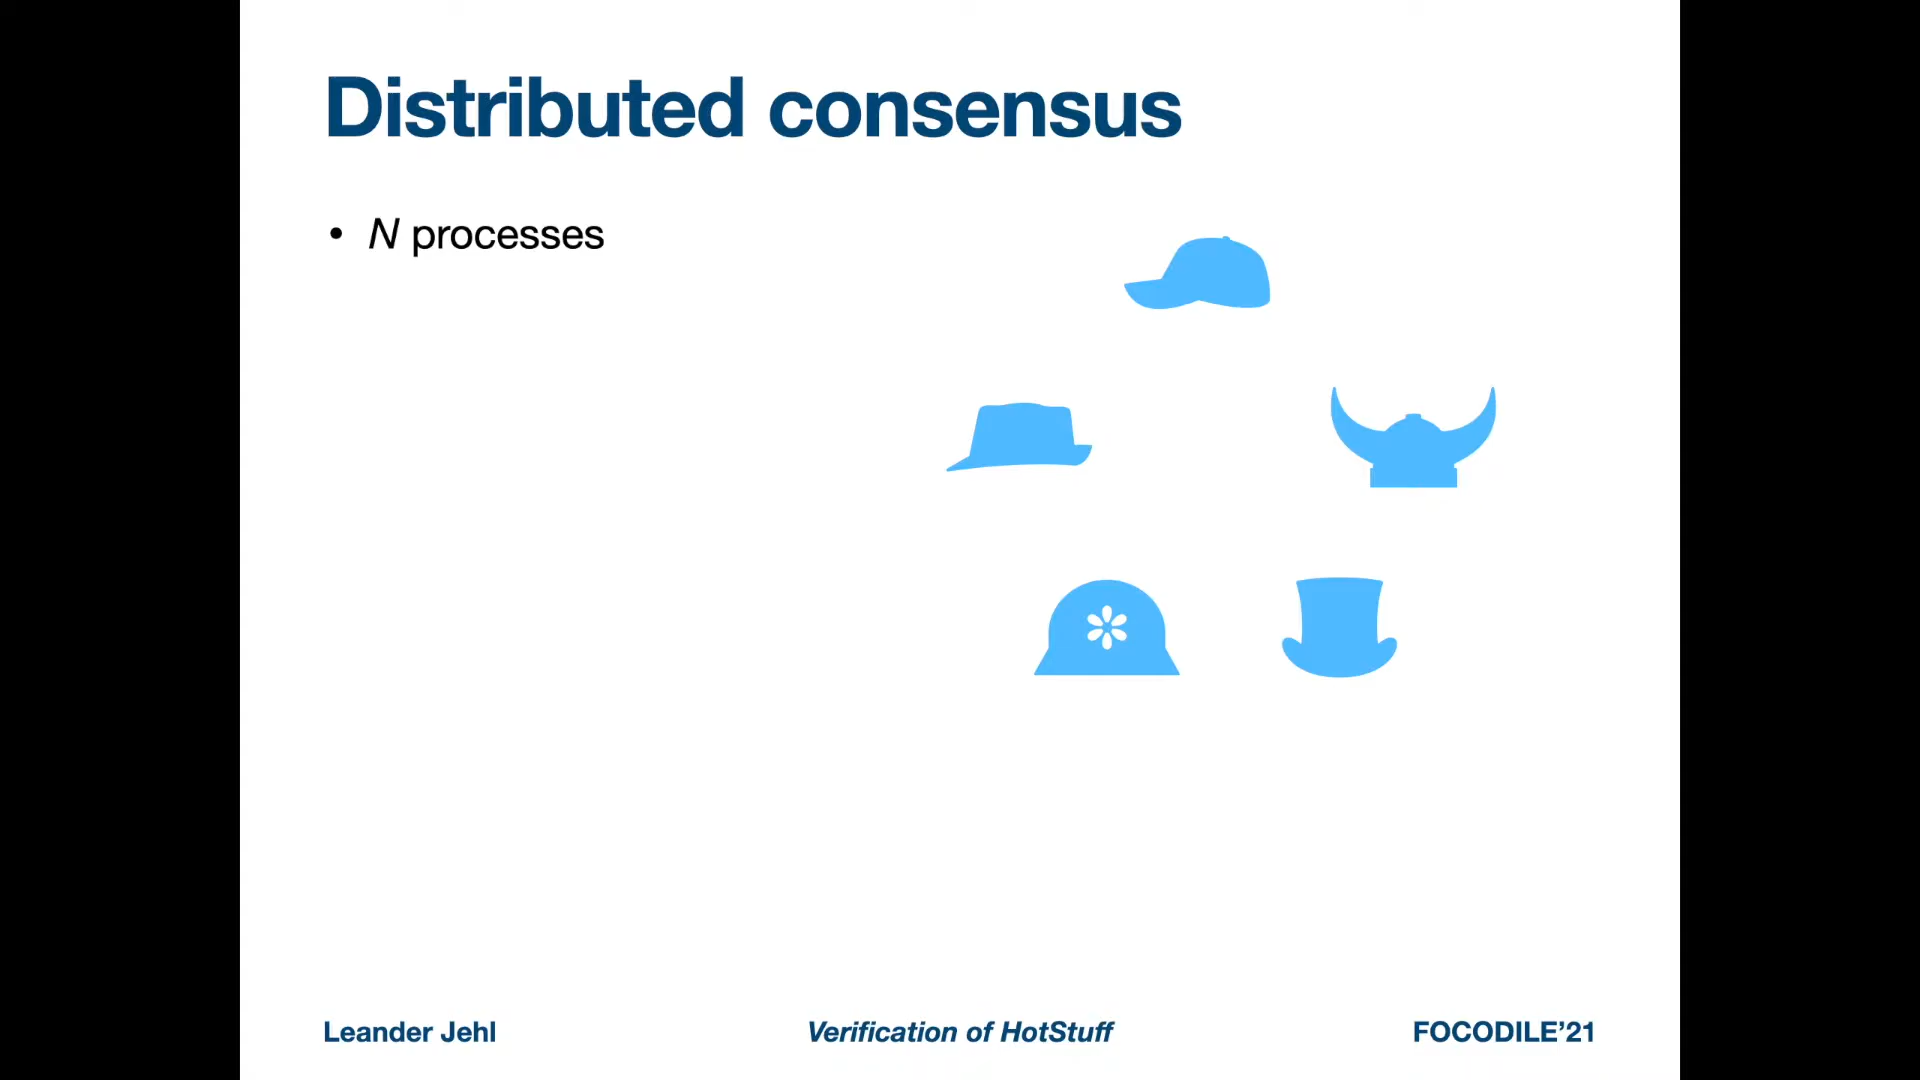 Distributed consensus
• N processes
Leander Jehl
Verification of HotStuff
FOCODILE’21